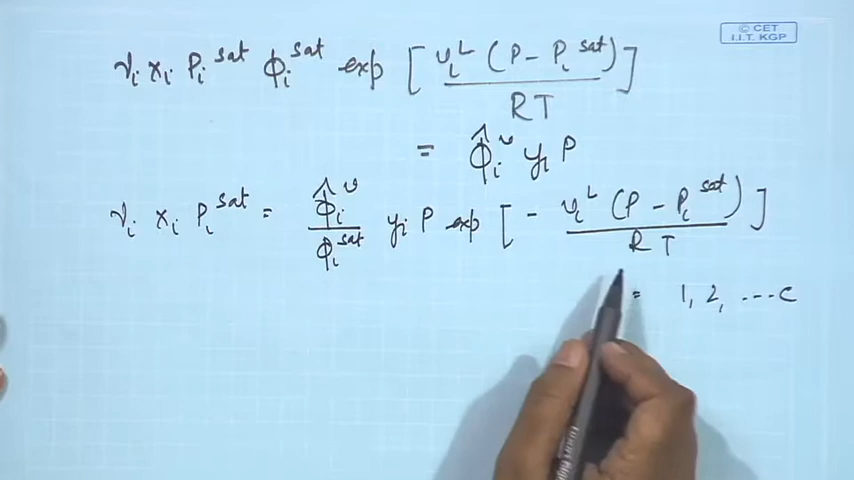 © CET
I.I.T. KGP
γᵢ xᵢ Pᵢ^sat ϕᵢ^sat exp [ vᵢ^L (P - Pᵢ^sat) / RT ]
= ϕ̂ᵢ^v yᵢ P
γᵢ xᵢ Pᵢ^sat = ϕ̂ᵢ^v / ϕᵢ^sat yᵢ P exp [ - vᵢ^L (P - Pᵢ^sat) / RT ]
= 1, 2, ---C